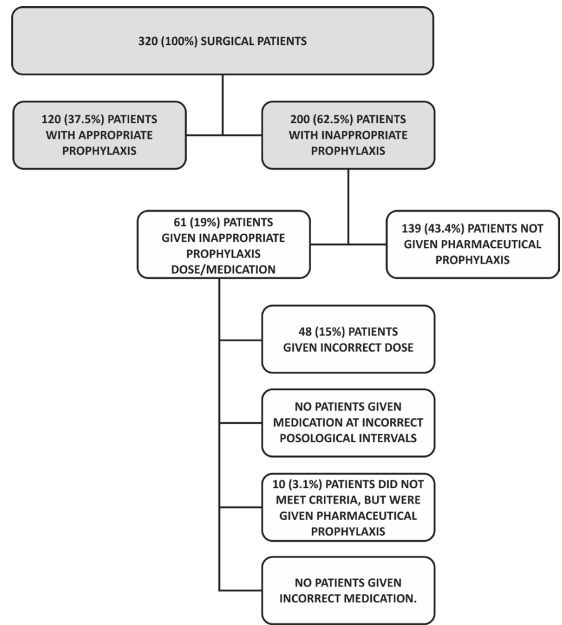 320 (100%) SURGICAL PATIENTS
120 (37.5%) PATIENTS
WITH APPROPRIATE
PROPHYLAXIS
200 (62.5%) PATIENTS
WITH INAPPROPRIATE
PROPHYLAXIS
61 (19%) PATIENTS
GIVEN INAPPROPRIATE
PROPHYLAXIS
DOSE/MEDICATION
139 (43.4%) PATIENTS NOT
GIVEN PHARMACEUTICAL
PROPHYLAXIS
48 (15%) PATIENTS
GIVEN INCORRECT DOSE
NO PATIENTS GIVEN
MEDICATION AT INCORRECT
POSOLOGICAL INTERVALS
10 (3.1%) PATIENTS DID NOT
MEET CRITERIA, BUT WERE
GIVEN PHARMACEUTICAL
PROPHYLAXIS
NO PATIENTS GIVEN
INCORRECT MEDICATION.